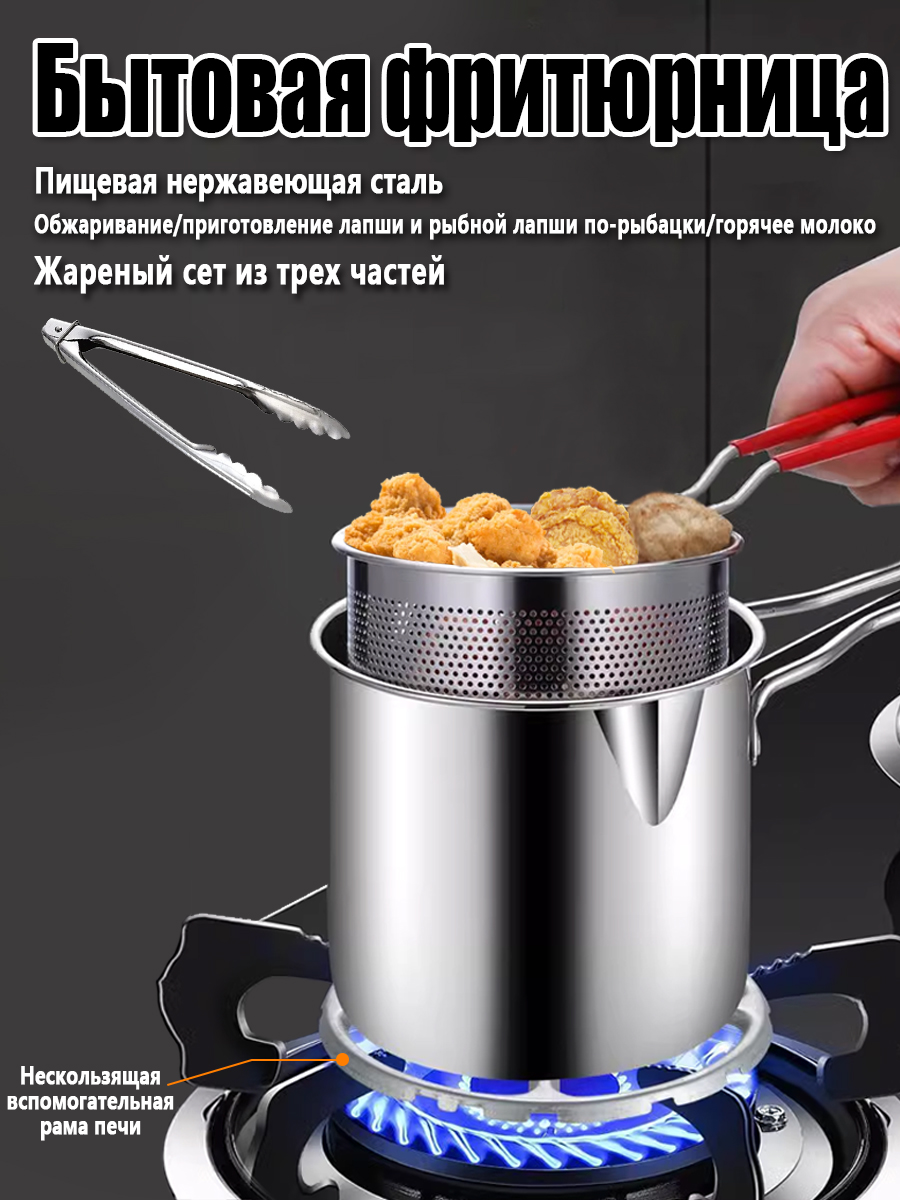 Бытовая фритюрница
Пищевая нержавеющая сталь
Обжаривание/приготовление лапши и рыбной лапши по-рыбацки/горячее молоко
Жареный сет из трех частей
Нескользящая
вспомогательная
рама печи